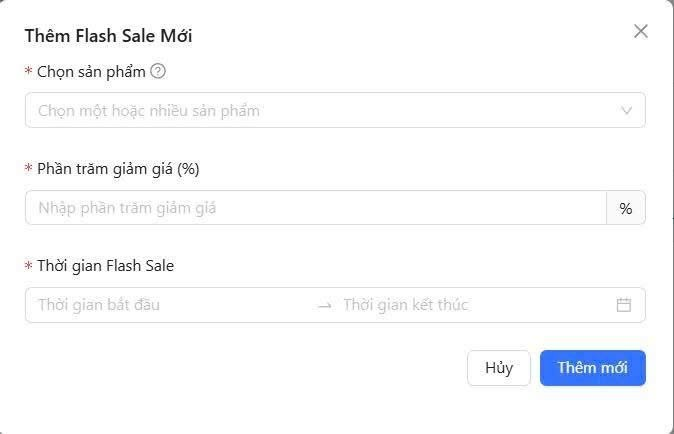 Thêm Flash Sale Mới
* Chọn sản phẩm
Chọn một hoặc nhiều sản phẩm
* Phần trăm giảm giá (%)
Nhập phần trăm giảm giá
%
* Thời gian Flash Sale
Thời gian bắt đầu → Thời gian kết thúc
Hủy Thêm mới